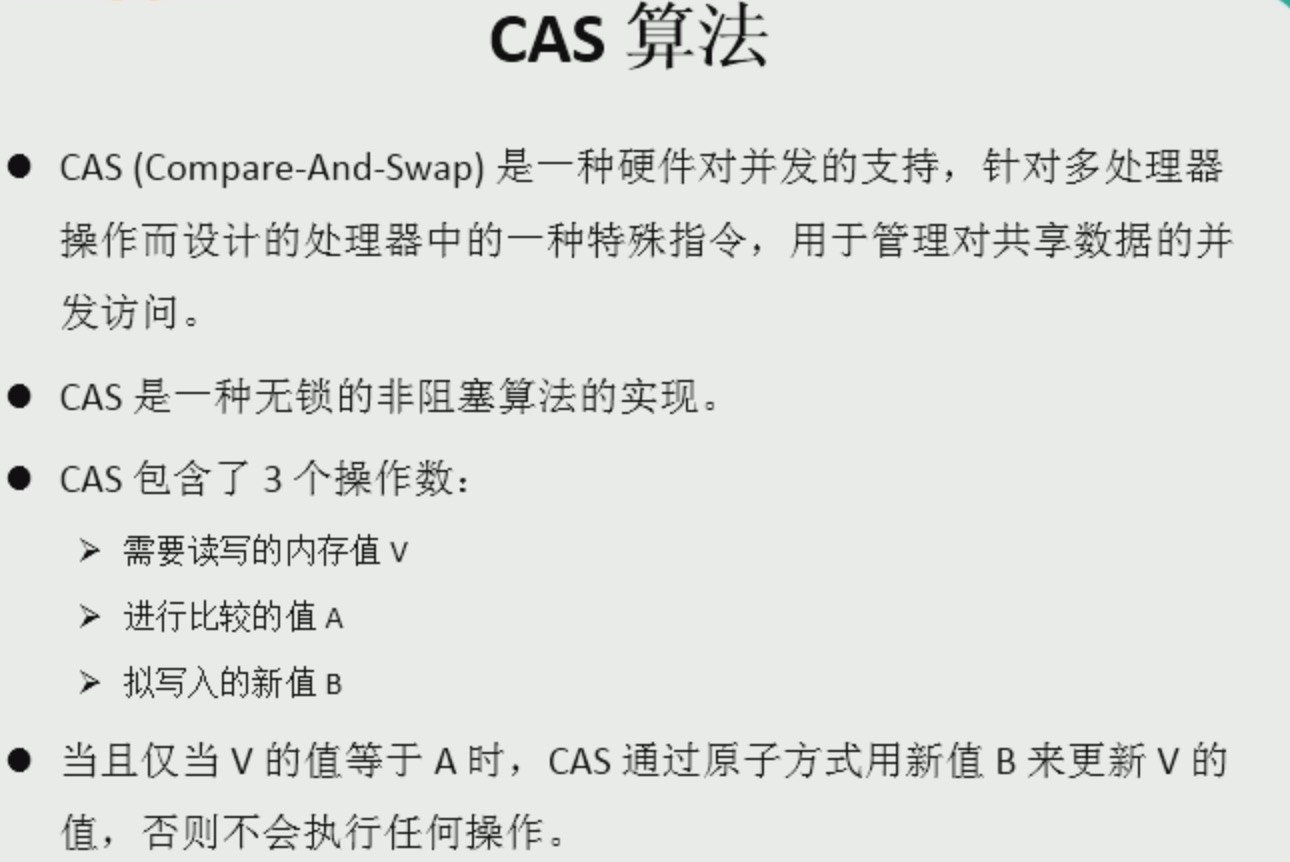 CAS 算法
● CAS (Compare-And-Swap) 是一种硬件对并发的支持，针对多处理器
操作而设计的处理器中的一种特殊指令，用于管理对共享数据的并
发访问。
● CAS 是一种无锁的非阻塞算法的实现。
● CAS 包含了 3 个操作数：
➢ 需要读写的内存值 V
➢ 进行比较的值 A
➢ 拟写入的新值 B
● 当且仅当 V 的值等于 A 时，CAS 通过原子方式用新值 B 来更新 V 的
值，否则不会执行任何操作。